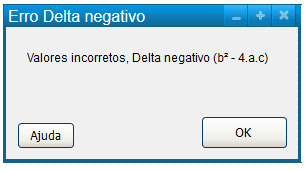 Erro Delta negativo
Valores incorretos, Delta negativo (b² - 4.a.c)
Ajuda
OK